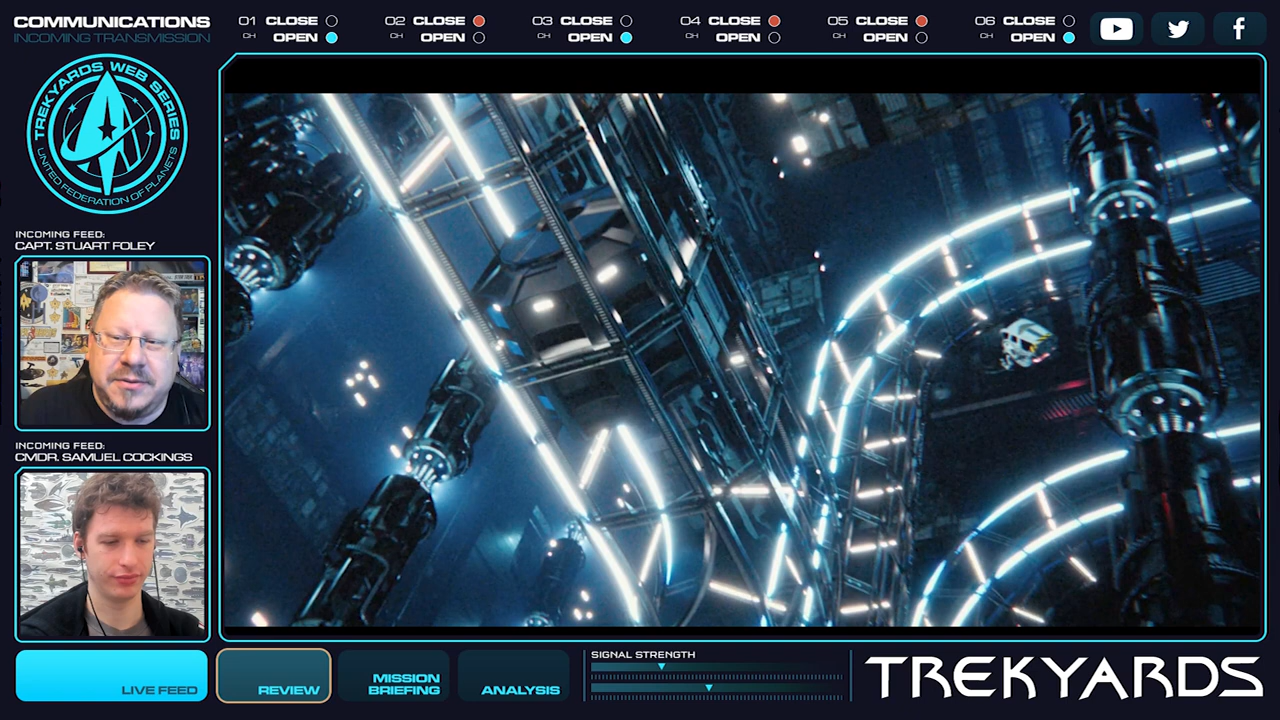 COMMUNICATIONS
INCOMING TRANSMISSION
01 CLOSE
CH OPEN
02 CLOSE
CH OPEN
03 CLOSE
CH OPEN
04 CLOSE
CH OPEN
05 CLOSE
CH OPEN
06 CLOSE
CH OPEN
TREKYARDS WEB SERIES
UNITED FEDERATION OF PLANETS
INCOMING FEED:
CAPT. STUART FOLEY
INCOMING FEED:
CMDR. SAMUEL COCKINGS
LIVE FEED
REVIEW
MISSION
BRIEFING
ANALYSIS
SIGNAL STRENGTH
TREKYARDS